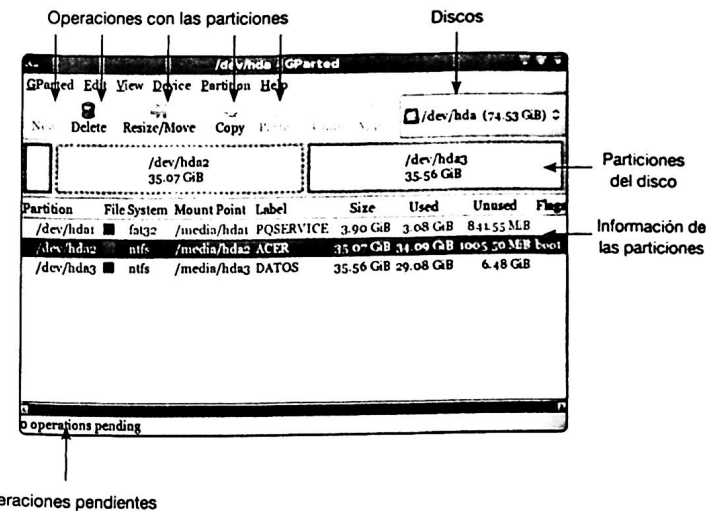 Operaciones con las particiones
Discos
/dev/hda - GParted
GParted Edit View Device Partition Help
New Delete Resize/Move Copy
/dev/hda (74.53 GiB)
/dev/hda2
35.07 GiB
/dev/hda3
35.56 GiB
Particiones
del disco
Partition File System Mount Point Label Size Used Unused Flags
/dev/hda1 fat32 /media/hda1 PQSERVICE 3.90 GiB 3.08 GiB 841.55 MB
/dev/hda2 ntfs /media/hda2 ACER 35.07 GiB 34.09 GiB 1005.50 MB boot
/dev/hda3 ntfs /media/hda3 DATOS 35.56 GiB 29.08 GiB 6.48 GiB
Información de
las particiones
0 operations pending
eraciones pendientes